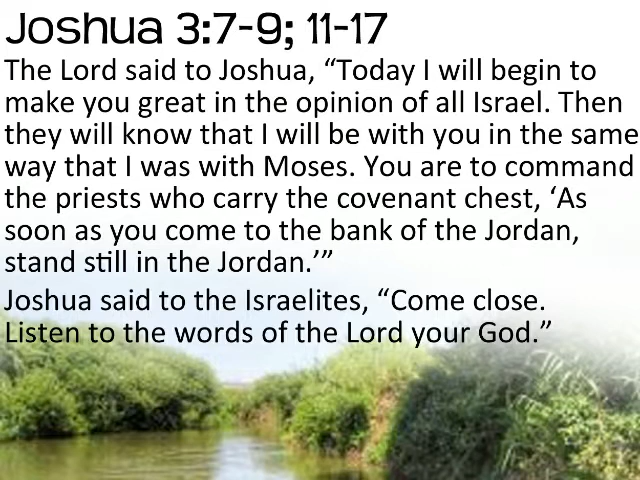 Joshua 3:7-9; 11-17
The Lord said to Joshua, “Today I will begin to
make you great in the opinion of all Israel. Then
they will know that I will be with you in the same
way that I was with Moses. You are to command
the priests who carry the covenant chest, ‘As
soon as you come to the bank of the Jordan,
stand still in the Jordan.’”
Joshua said to the Israelites, “Come close.
Listen to the words of the Lord your God.”